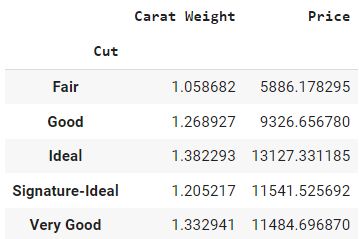 Carat Weight Price
Cut
Fair 1.058682 5886.178295
Good 1.268927 9326.656780
Ideal 1.382293 13127.331185
Signature-Ideal 1.205217 11541.525692
Very Good 1.332941 11484.696870